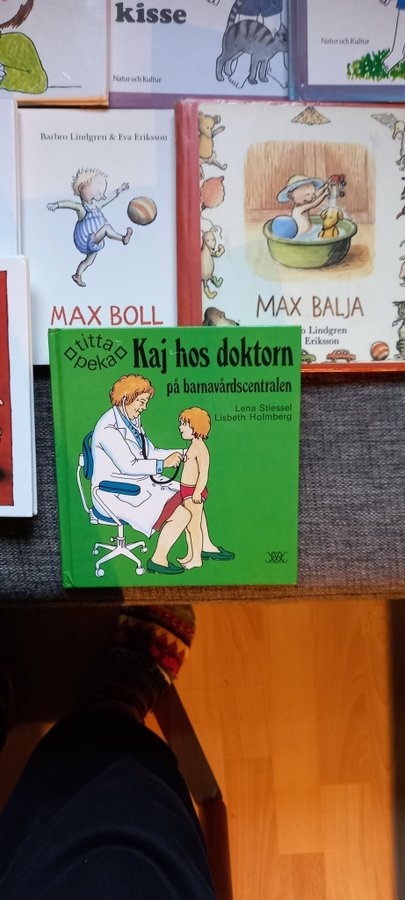 kisse
Natur och Kultur
Natur och Kultur
Barbro Lindgren & Eva Eriksson
MAX BOLL
MAX BALJA
Lindgren
Eriksson
titta
peka
Kaj hos doktorn
på barnavårdscentralen
Lena Stiessel
Lisbeth Holmberg